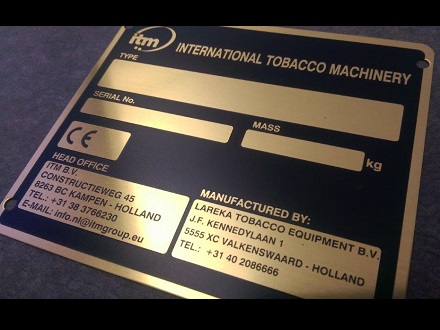 itm
INTERNATIONAL TOBACCO MACHINERY
TYPE
SERIAL No.
MASS
kg
CE
HEAD OFFICE
ITM B.V.
CONSTRUCTIEWEG 45
8263 BC KAMPEN - HOLLAND
TEL.: +31 38 3766230
E-MAIL: info.nl@itmgroup.eu
MANUFACTURED BY:
LAREKA TOBACCO EQUIPMENT B.V.
J.F. KENNEDYLAAN 1
5555 XC VALKENSWAARD - HOLLAND
TEL.: +31 40 2086666